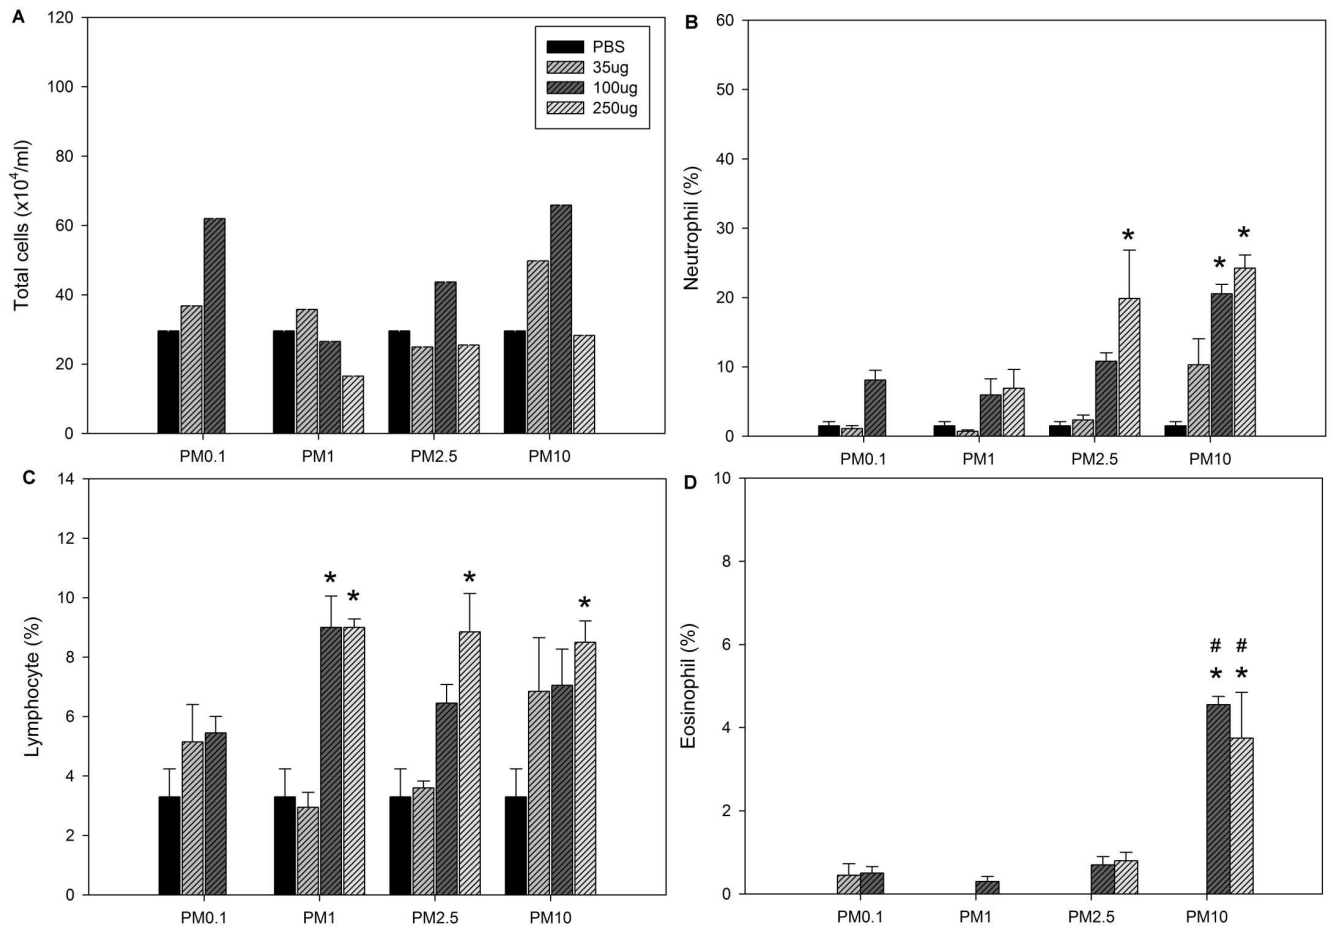 A
120
100
80
60
40
20
0
Total cells (x10⁴/ml)
PBS
35ug
100ug
250ug
PM0.1 PM1 PM2.5 PM10
B
60
50
40
30
20
10
0
Neutrophil (%)
*
*
*
PM0.1 PM1 PM2.5 PM10
C
14
12
10
8
6
4
2
0
Lymphocyte (%)
* * * *
PM0.1 PM1 PM2.5 PM10
D
10
8
6
4
2
0
Eosinophil (%)
# #
* *
PM0.1 PM1 PM2.5 PM10